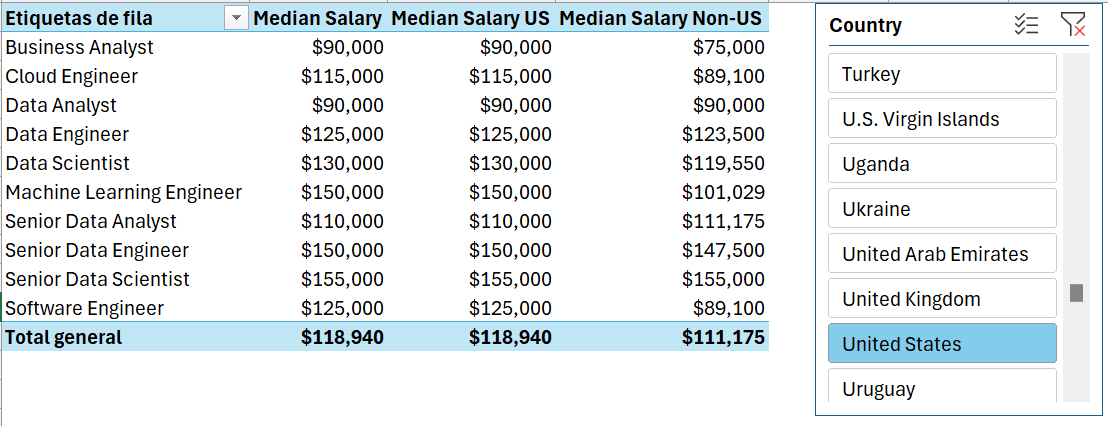 Etiquetas de fila Median Salary Median Salary US Median Salary Non-US
Business Analyst $90,000 $90,000 $75,000
Cloud Engineer $115,000 $115,000 $89,100
Data Analyst $90,000 $90,000 $90,000
Data Engineer $125,000 $125,000 $123,500
Data Scientist $130,000 $130,000 $119,550
Machine Learning Engineer $150,000 $150,000 $101,029
Senior Data Analyst $110,000 $110,000 $111,175
Senior Data Engineer $150,000 $150,000 $147,500
Senior Data Scientist $155,000 $155,000 $155,000
Software Engineer $125,000 $125,000 $89,100
Total general $118,940 $118,940 $111,175
Country
Turkey
U.S. Virgin Islands
Uganda
Ukraine
United Arab Emirates
United Kingdom
United States
Uruguay